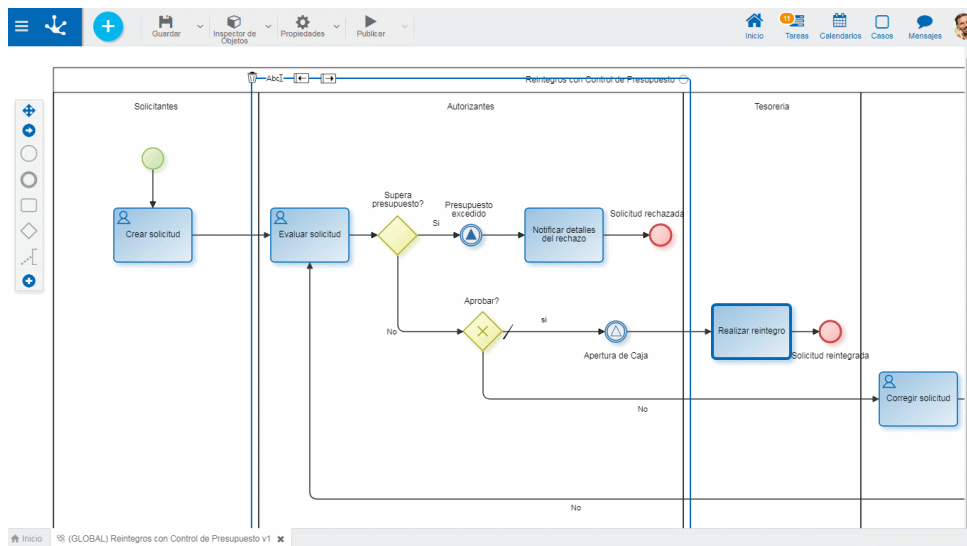 Guardar
Inspector de
Objetos
Propiedades
Publicar
Inicio
11
Tareas
Calendarios
Casos
Mensajes
Abc
Reintegros con Control de Presupuesto
Solicitantes
Autorizantes
Tesoreria
Supera
presupuesto?
Presupuesto
excedido
Si
Solicitud rechazada
Crear solicitud
Evaluar solicitud
Notificar detalles
del rechazo
Aprobar?
si
No
Realizar reintegro
Apertura de Caja
Solicitud reintegrada
Corregir solicitud
No
No
Inicio
(GLOBAL) Reintegros con Control de Presupuesto v1